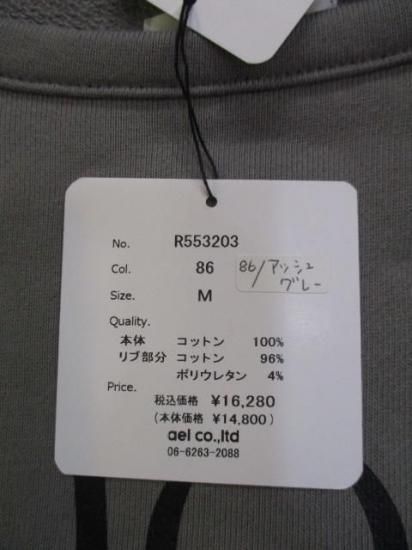 No. R553203
Col. 86
86/アッシュ
グレー
Size. M
Quality.
本体 コットン 100%
リブ部分 コットン 96%
ポリウレタン 4%
Price.
税込価格 ¥16,280
(本体価格 ¥14,800)
ael co.,ltd
06-6263-2088